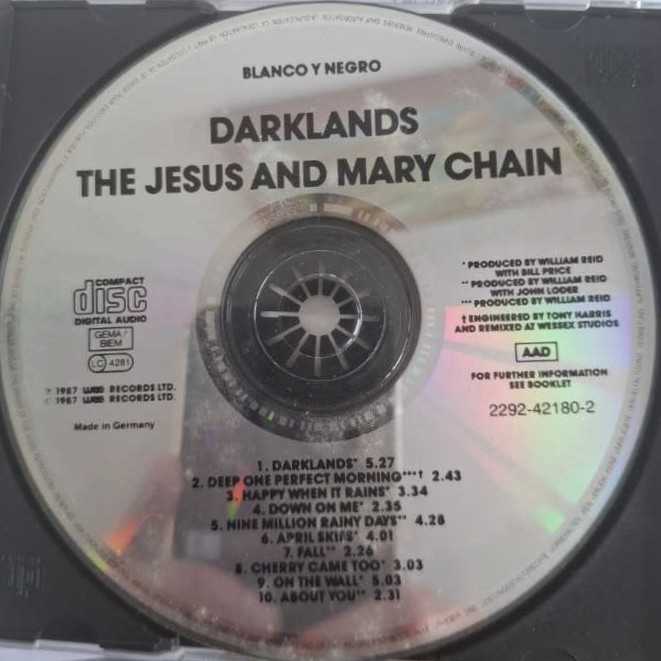 BLANCO Y NEGRO
DARKLANDS
THE JESUS AND MARY CHAIN
COMPACT
disc
DIGITAL AUDIO
GEMA/
BIEM
LC 4281
℗ 1987 WEA RECORDS LTD.
© 1987 WEA RECORDS LTD.
Made in Germany
* PRODUCED BY WILLIAM REID
WITH BILL PRICE
** PRODUCED BY WILLIAM REID
WITH JOHN LODER
*** PRODUCED BY WILLIAM REID
† ENGINEERED BY TONY HARRIS
AND REMIXED AT WESSEX STUDIOS
AAD
FOR FURTHER INFORMATION
SEE BOOKLET
2292-42180-2
1. DARKLANDS* 5.27
2. DEEP ONE PERFECT MORNING***† 2.43
3. HAPPY WHEN IT RAINS* 3.34
4. DOWN ON ME* 2.35
5. NINE MILLION RAINY DAYS** 4.28
6. APRIL SKIES* 4.01
7. FALL** 2.26
8. CHERRY CAME TOO* 3.03
9. ON THE WALL* 5.03
10. ABOUT YOU** 2.31